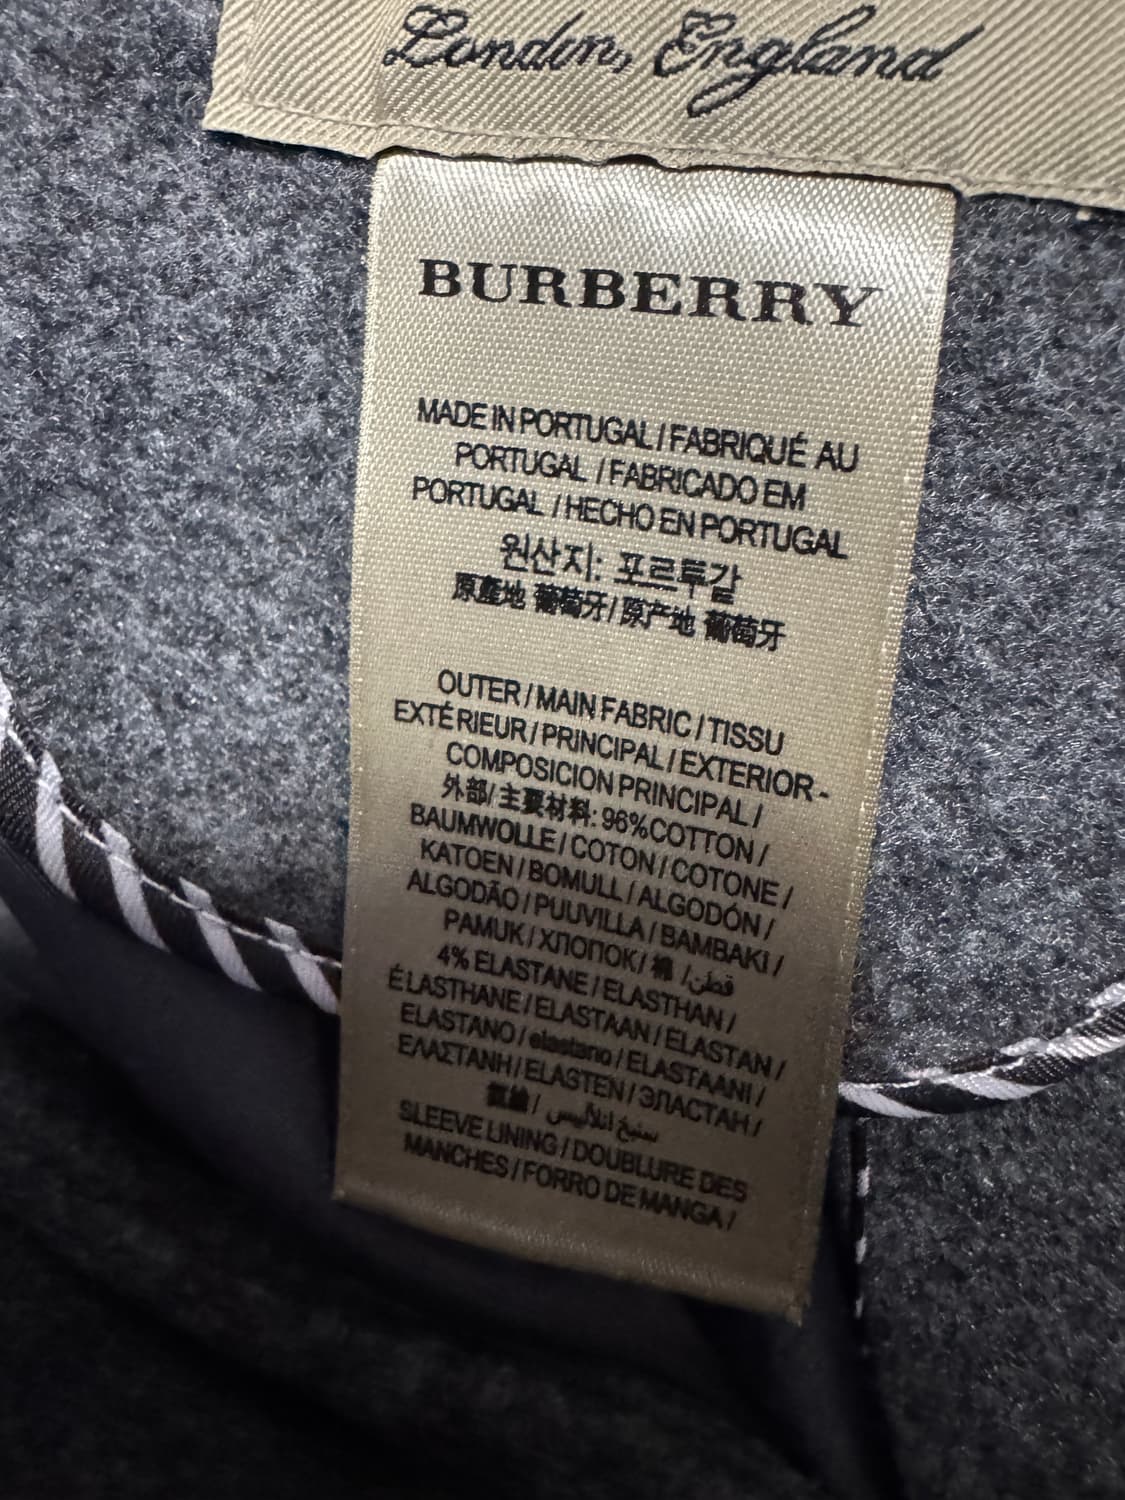 London, England
BURBERRY
MADE IN PORTUGAL / FABRIQUÉ AU
PORTUGAL / FABRICADO EM
PORTUGAL / HECHO EN PORTUGAL
원산지: 포르투갈
原產地 葡萄牙/ 原产地 葡萄牙
OUTER / MAIN FABRIC / TISSU
EXTÉRIEUR / PRINCIPAL / EXTERIOR -
COMPOSICION PRINCIPAL /
外部/ 主要材料: 96%COTTON /
BAUMWOLLE / COTON / COTONE /
KATOEN / BOMULL / ALGODÓN /
ALGODÃO / PUUVILLA / BAMBAKI /
PAMUK / ХЛОПОК / 棉 / قطن
4% ELASTANE / ELASTHAN /
ÉLASTHANE / ELASTAAN / ELASTAN /
ELASTANO / elastano / ELASTAANI /
ΕΛΑΣΤΑΝΗ / ELASTEN / ЭЛАСТАН /
SLEEVE LINING / DOUBLURE DES
MANCHES / FORRO DE MANGA /